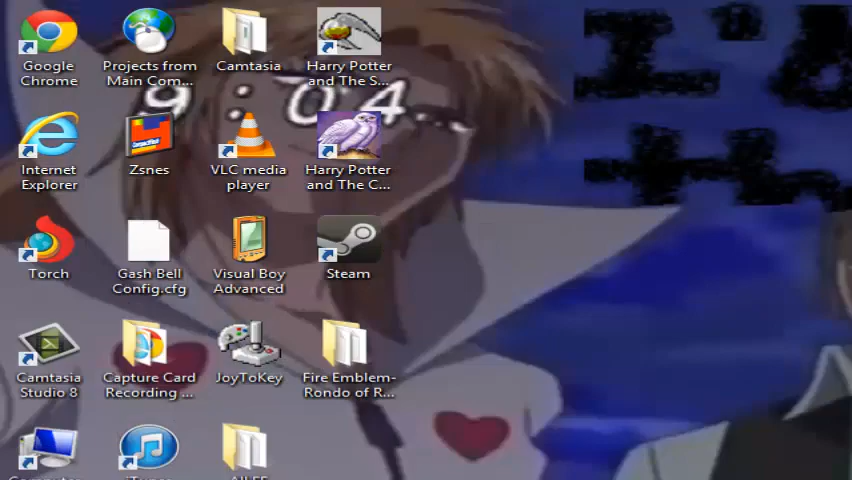 Google
Chrome
Projects from
Main Com...
Camtasia
Harry Potter
and The S...
9:04
Internet
Explorer
Zsnes
VLC media
player
Harry Potter
and The C...
Torch
Gash Bell
Config.cfg
Visual Boy
Advanced
Steam
Camtasia
Studio 8
Capture Card
Recording ...
JoyToKey
Fire Emblem-
Rondo of R...